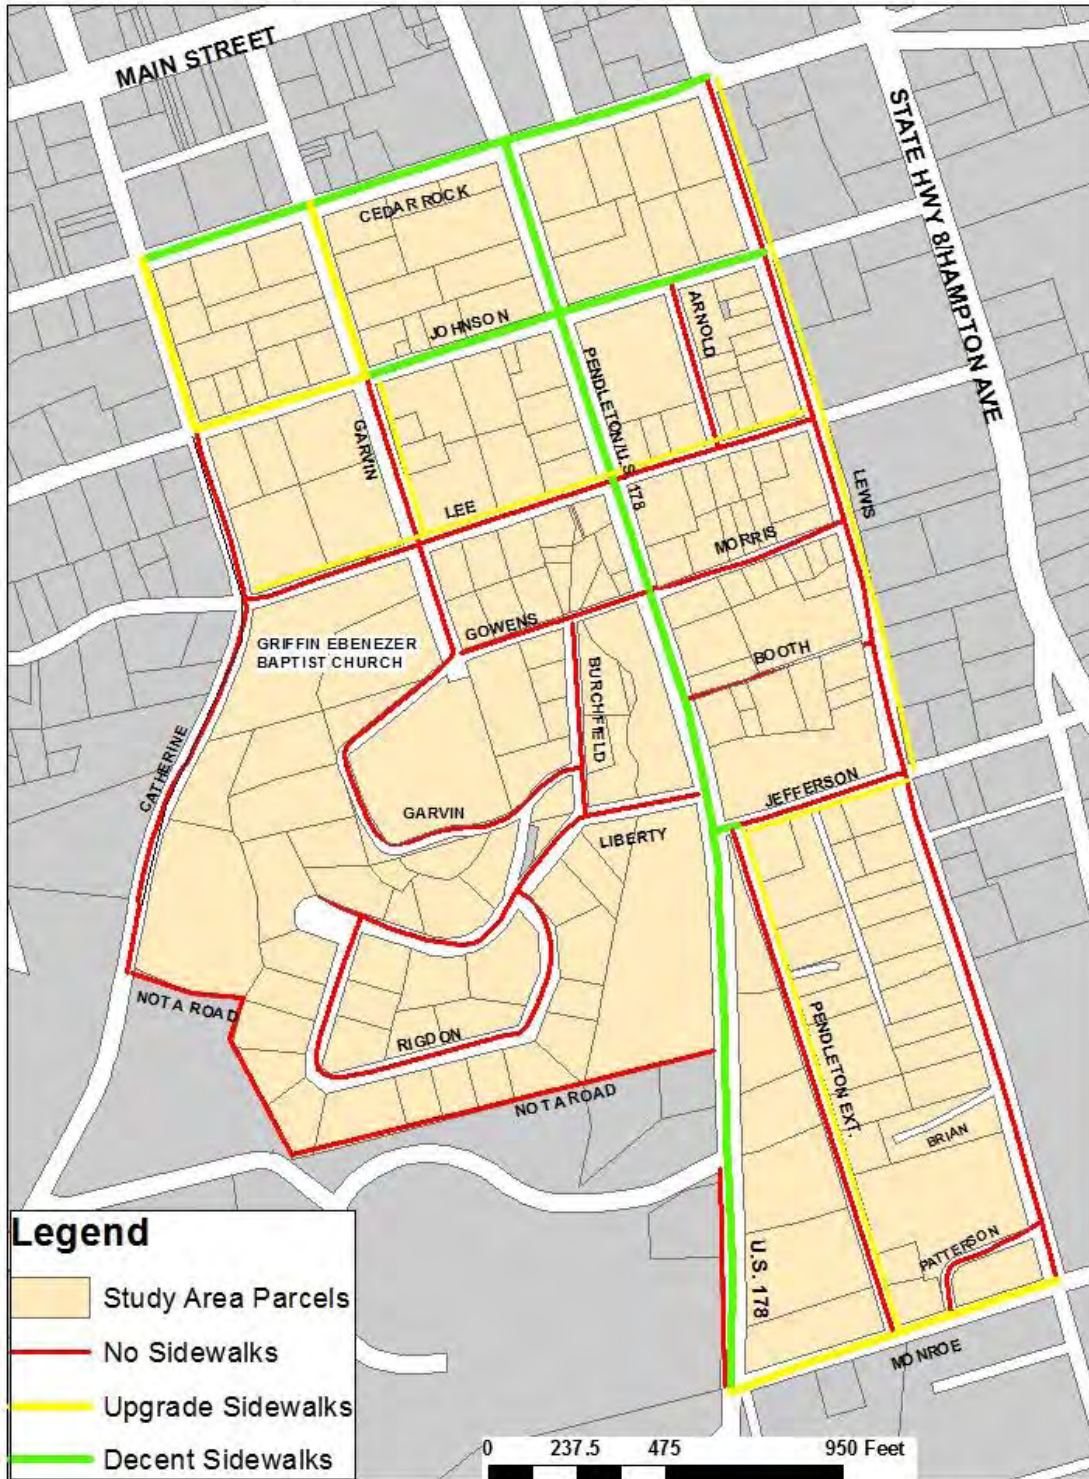 MAIN STREET
STATE HWY 8/HAMPTON AVE
CEDAR ROCK
JOHNSON
ARNOLD
PENDLETON/U.S. 178
GARVIN
LEE
LEWIS
MORRIS
GOWENS
GRIFFIN EBENEZER
BAPTIST CHURCH
BOOTH
BURCHFIELD
CATHERINE
JEFFERSON
GARVIN
LIBERTY
NOT A ROAD
RIGDON
PENDLETON EXT.
NOT A ROAD
BRIAN
PATTERSON
U.S. 178
MONROE
Legend
Study Area Parcels
No Sidewalks
Upgrade Sidewalks
Decent Sidewalks
0 237.5 475 950 Feet